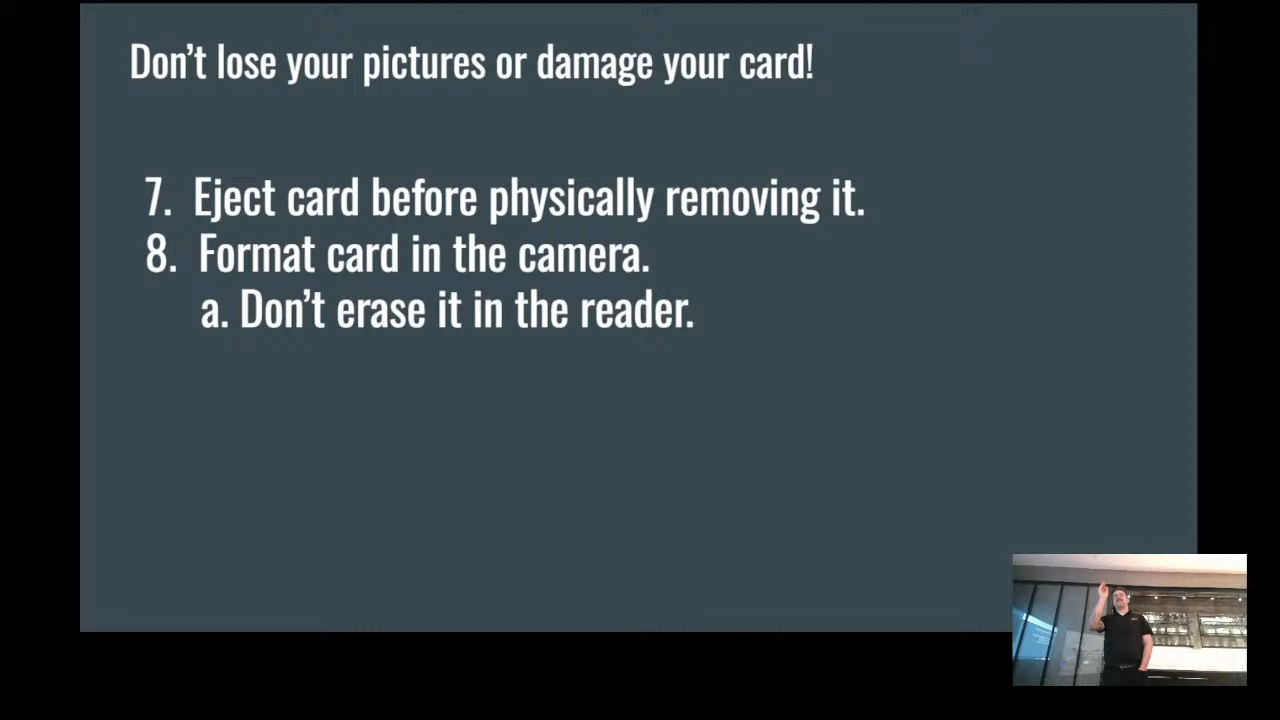 Don't lose your pictures or damage your card!
7. Eject card before physically removing it.
8. Format card in the camera.
a. Don't erase it in the reader.